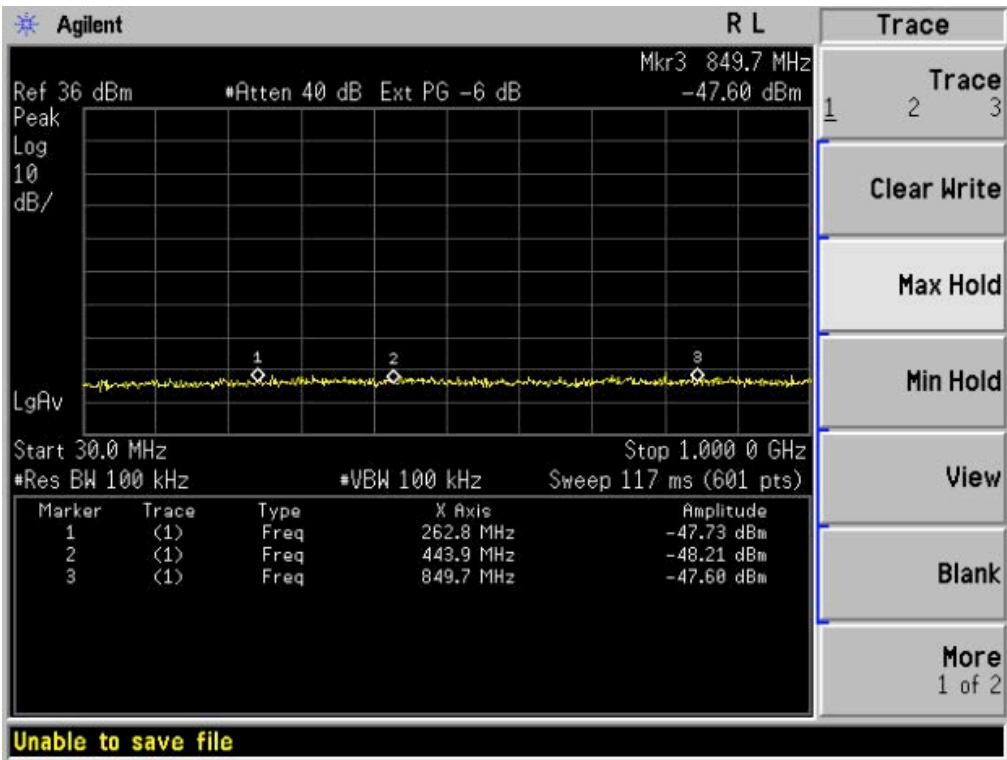 Agilent
R L
Trace
Mkr3 849.7 MHz
Ref 36 dBm #Atten 40 dB Ext PG -6 dB -47.60 dBm
Peak
Log
10
dB/
1 2 3
LgAv
Start 30.0 MHz Stop 1.000 0 GHz
#Res BW 100 kHz #VBW 100 kHz Sweep 117 ms (601 pts)
Marker Trace Type X Axis Amplitude
1 (1) Freq 262.8 MHz -47.73 dBm
2 (1) Freq 443.9 MHz -48.21 dBm
3 (1) Freq 849.7 MHz -47.60 dBm
Trace
1 2 3
Clear Write
Max Hold
Min Hold
View
Blank
More
1 of 2
Unable to save file